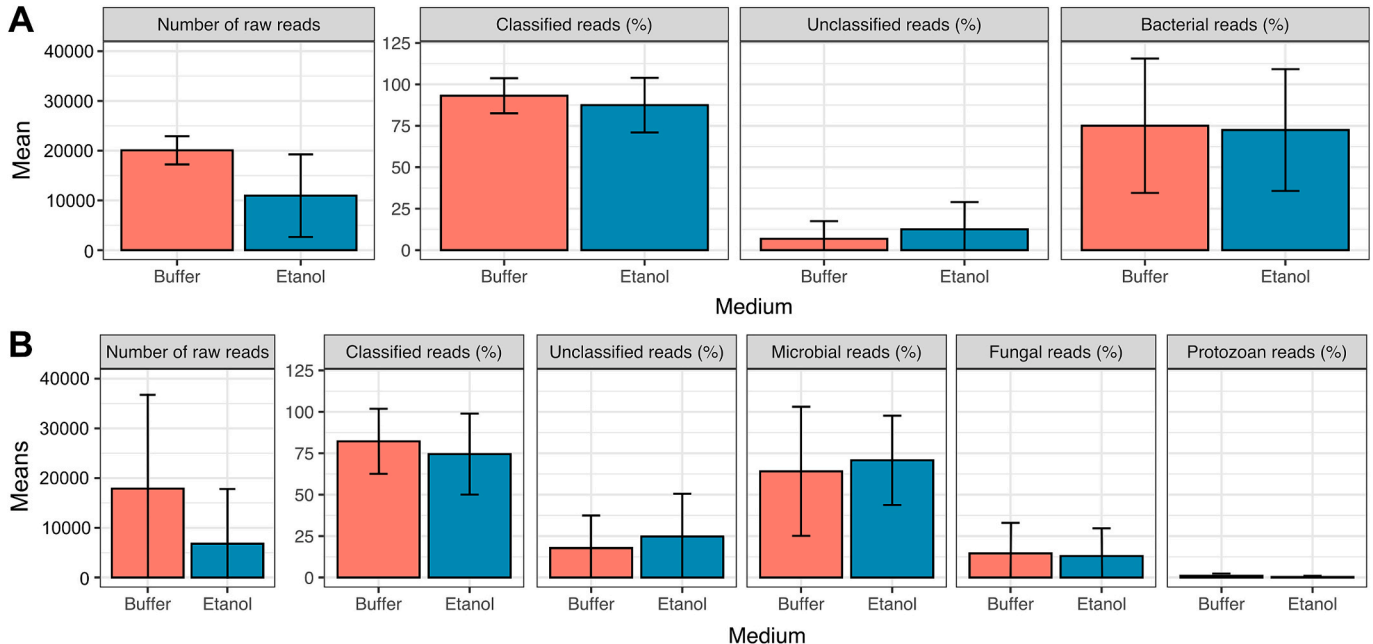 A
Number of raw reads
Classified reads (%)
Unclassified reads (%)
Bacterial reads (%)
Mean
40000
30000
20000
10000
0
125
100
75
50
25
0
Buffer Etanol
Buffer Etanol
Buffer Etanol
Buffer Etanol
Medium
B
Number of raw reads
Classified reads (%)
Unclassified reads (%)
Microbial reads (%)
Fungal reads (%)
Protozoan reads (%)
Means
40000
30000
20000
10000
0
125
100
75
50
25
0
Buffer Etanol
Buffer Etanol
Buffer Etanol
Buffer Etanol
Buffer Etanol
Buffer Etanol
Medium